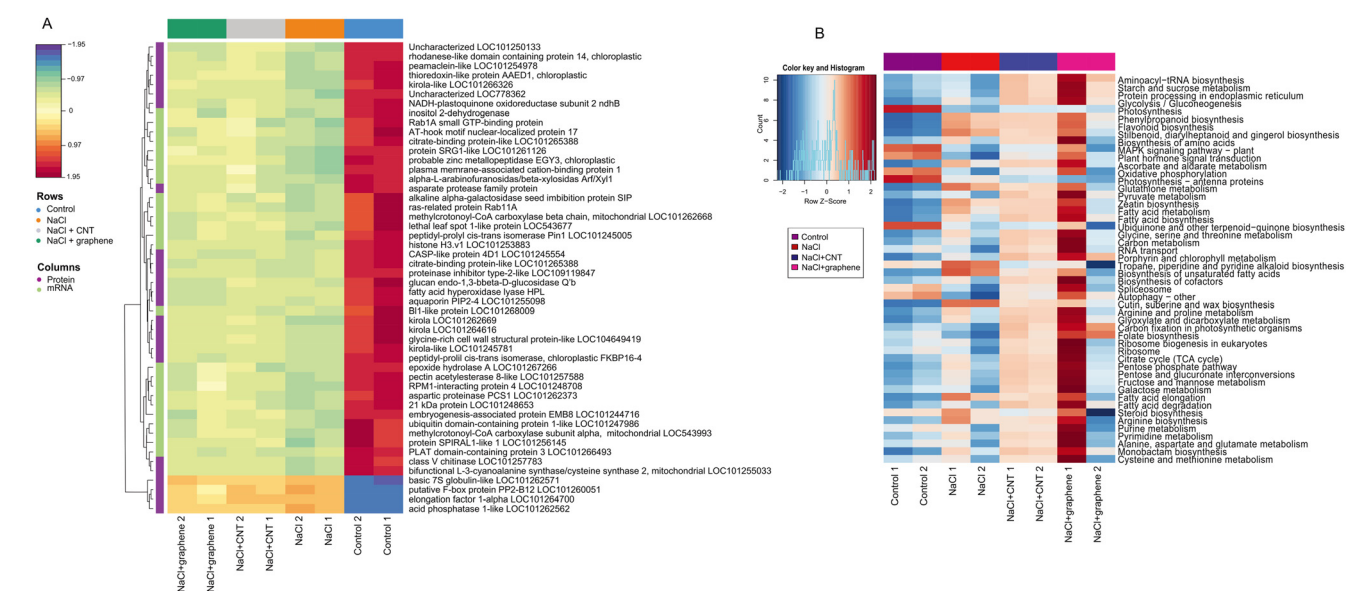 A
−1.95
−0.97
0
0.97
1.95
Rows
Control
NaCl
NaCl + CNT
NaCl + graphene
Columns
Protein
mRNA
Uncharacterized LOC101250133
rhodanese-like domain containing protein 14, chloroplastic
peamaclein-like LOC101254978
thioredoxin-like protein AAED1, chloroplastic
kirola-like LOC101266326
Uncharacterized LOC778362
NADH-plastoquinone oxidoreductase subunit 2 ndhB
inositol 2-dehydrogenase
Rab1A small GTP-binding protein
AT-hook motif nuclear-localized protein 17
citrate-binding protein-like LOC101265388
protein SRG1-like LOC101261126
probable zinc metallopeptidase EGY3, chloroplastic
plasma memrane-associated cation-binding protein 1
alpha-L-arabinofuranosidas/beta-xylosidas Arf/Xyl1
asparate protease family protein
alkaline alpha-galactosidase seed imbibition protein SIP
ras-related protein Rab11A
methylcrotonoyl-CoA carboxylase beta chain, mitochondrial LOC101262668
lethal leaf spot 1-like protein LOC543677
peptidyl-prolyl cis-trans isomerase Pin1 LOC101245005
histone H3.v1 LOC101253883
CASP-like protein 4D1 LOC101245554
citrate-binding protein-like LOC101265388
proteinase inhibitor type-2-like LOC109119847
glucan endo-1,3-bbeta-D-glucosidase Q'b
fatty acid hyperoxidase lyase HPL
aquaporin PIP2-4 LOC101255098
BI1-like protein LOC101268009
kirola LOC101262669
kirola LOC101264616
glycine-rich cell wall structural protein-like LOC104649419
kirola-like LOC101245781
peptidyl-prolil cis-trans isomerase, chloroplastic FKBP16-4
epoxide hydrolase A LOC101267266
pectin acetylesterase 8-like LOC101257588
RPM1-interacting protein 4 LOC101248708
aspartic proteinase PCS1 LOC101262373
21 kDa protein LOC101248653
embryogenesis-associated protein EMB8 LOC101244716
ubiquitin domain-containing protein 1-like LOC101247986
methylcrotonoyl-CoA carboxylase subunit alpha, mitochondrial LOC543993
protein SPIRAL1-like 1 LOC101256145
PLAT domain-containing protein 3 LOC101266493
class V chitinase LOC101257783
bifunctional L-3-cyanoalanine synthase/cysteine synthase 2, mitochondrial LOC101255033
basic 7S globulin-like LOC101262571
putative F-box protein PP2-B12 LOC101260051
elongation factor 1-alpha LOC101264700
acid phosphatase 1-like LOC101262562
NaCl+graphene 2
NaCl+graphene 1
NaCl+CNT 2
NaCl+CNT 1
NaCl 2
NaCl 1
Control 2
Control 1
B
Color key and Histogram
Count
0 2 4 6 8 10
−2 −1 0 1 2
Row Z−Score
Control
NaCl
NaCl+CNT
NaCl+graphene
Aminoacyl−tRNA biosynthesis
Starch and sucrose metabolism
Protein processing in endoplasmic reticulum
Glycolysis / Gluconeogenesis
Photosynthesis
Phenylpropanoid biosynthesis
Flavonoid biosynthesis
Stilbenoid, diarylheptanoid and gingerol biosynthesis
Biosynthesis of amino acids
MAPK signaling pathway − plant
Plant hormone signal transduction
Ascorbate and aldarate metabolism
Oxidative phosphorylation
Photosynthesis − antenna proteins
Glutathione metabolism
Pyruvate metabolism
Zeatin biosynthesis
Fatty acid metabolism
Fatty acid biosynthesis
Ubiquinone and other terpenoid−quinone biosynthesis
Glycine, serine and threonine metabolism
Carbon metabolism
RNA transport
Porphyrin and chlorophyll metabolism
Tropane, piperidine and pyridine alkaloid biosynthesis
Biosynthesis of unsaturated fatty acids
Biosynthesis of cofactors
Spliceosome
Autophagy − other
Cutin, suberine and wax biosynthesis
Arginine and proline metabolism
Glyoxylate and dicarboxylate metabolism
Carbon fixation in photosynthetic organisms
Folate biosynthesis
Ribosome biogenesis in eukaryotes
Ribosome
Citrate cycle (TCA cycle)
Pentose phosphate pathway
Pentose and glucuronate interconversions
Fructose and mannose metabolism
Galactose metabolism
Fatty acid elongation
Fatty acid degradation
Steroid biosynthesis
Arginine biosynthesis
Purine metabolism
Pyrimidine metabolism
Alanine, aspartate and glutamate metabolism
Monobactam biosynthesis
Cysteine and methionine metabolism
Control 1
Control 2
NaCl 1
NaCl 2
NaCl+CNT 1
NaCl+CNT 2
NaCl+graphene 1
NaCl+graphene 2